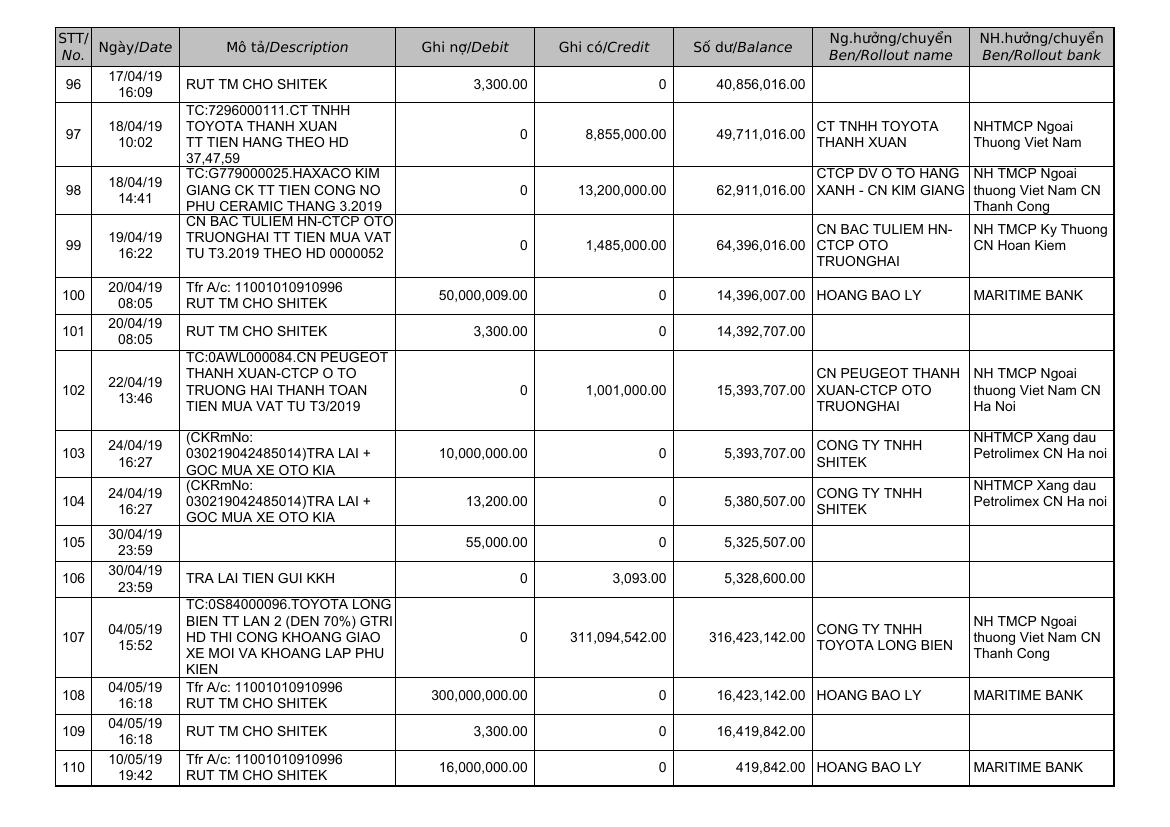 STT/ No. Ngày/Date Mô tả/Description Ghi nợ/Debit Ghi có/Credit Số dư/Balance Ng.hưởng/chuyển Ben/Rollout name NH.hưởng/chuyển Ben/Rollout bank
96
17/04/19
16:09
RUT TM CHO SHITEK
3,300.00
0
40,856,016.00
97
18/04/19
10:02
TC:7296000111.CT TNHH
TOYOTA THANH XUAN
TT TIEN HANG THEO HD
37,47,59
0
8,855,000.00
49,711,016.00
CT TNHH TOYOTA
THANH XUAN
NHTMCP Ngoai
Thuong Viet Nam
98
18/04/19
14:41
TC:G779000025.HAXACO KIM
GIANG CK TT TIEN CONG NO
PHU CERAMIC THANG 3.2019
0
13,200,000.00
62,911,016.00
CTCP DV O TO HANG
XANH - CN KIM GIANG
NH TMCP Ngoai
thuong Viet Nam CN
Thanh Cong
99
19/04/19
16:22
CN BAC TULIEM HN-CTCP OTO
TRUONGHAI TT TIEN MUA VAT
TU T3.2019 THEO HD 0000052
0
1,485,000.00
64,396,016.00
CN BAC TULIEM HN-
CTCP OTO
TRUONGHAI
NH TMCP Ky Thuong
CN Hoan Kiem
100
20/04/19
08:05
Tfr A/c: 11001010910996
RUT TM CHO SHITEK
50,000,009.00
0
14,396,007.00
HOANG BAO LY
MARITIME BANK
101
20/04/19
08:05
RUT TM CHO SHITEK
3,300.00
0
14,392,707.00
102
22/04/19
13:46
TC:0AWL000084.CN PEUGEOT
THANH XUAN-CTCP O TO
TRUONG HAI THANH TOAN
TIEN MUA VAT TU T3/2019
0
1,001,000.00
15,393,707.00
CN PEUGEOT THANH
XUAN-CTCP OTO
TRUONGHAI
NH TMCP Ngoai
thuong Viet Nam CN
Ha Noi
103
24/04/19
16:27
(CKRmNo:
030219042485014)TRA LAI +
GOC MUA XE OTO KIA
10,000,000.00
0
5,393,707.00
CONG TY TNHH
SHITEK
NHTMCP Xang dau
Petrolimex CN Ha noi
104
24/04/19
16:27
(CKRmNo:
030219042485014)TRA LAI +
GOC MUA XE OTO KIA
13,200.00
0
5,380,507.00
CONG TY TNHH
SHITEK
NHTMCP Xang dau
Petrolimex CN Ha noi
105
30/04/19
23:59
55,000.00
0
5,325,507.00
106
30/04/19
23:59
TRA LAI TIEN GUI KKH
0
3,093.00
5,328,600.00
107
04/05/19
15:52
TC:0S84000096.TOYOTA LONG
BIEN TT LAN 2 (DEN 70%) GTRI
HD THI CONG KHOANG GIAO
XE MOI VA KHOANG LAP PHU
KIEN
0
311,094,542.00
316,423,142.00
CONG TY TNHH
TOYOTA LONG BIEN
NH TMCP Ngoai
thuong Viet Nam CN
Thanh Cong
108
04/05/19
16:18
Tfr A/c: 11001010910996
RUT TM CHO SHITEK
300,000,000.00
0
16,423,142.00
HOANG BAO LY
MARITIME BANK
109
04/05/19
16:18
RUT TM CHO SHITEK
3,300.00
0
16,419,842.00
110
10/05/19
19:42
Tfr A/c: 11001010910996
RUT TM CHO SHITEK
16,000,000.00
0
419,842.00
HOANG BAO LY
MARITIME BANK